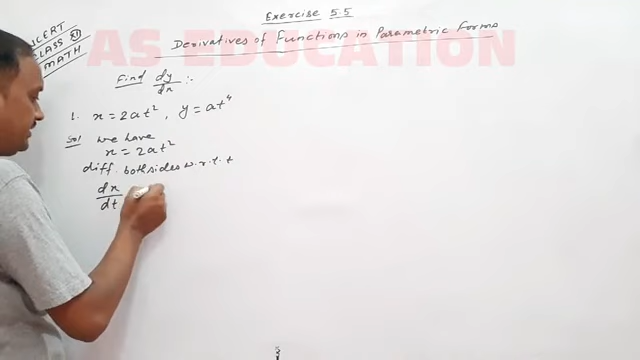 Exercise 5.5
NCERT
CLASS XII
MATH
AS EDUCATION
Derivatives of Functions in Parametric Forms
Find dy/dx :-
1. x = 2at², y = at⁴
Sol we have
x = 2at²
diff. both sides w.r.t. t
dx/dt